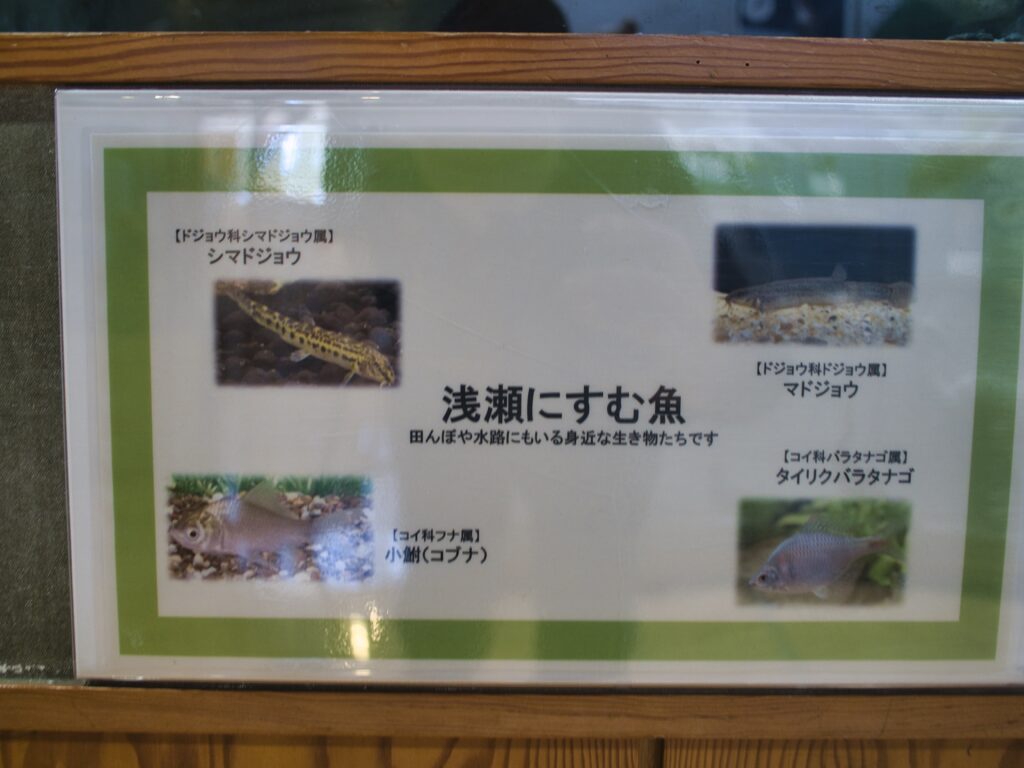 【ドジョウ科シマドジョウ属】
シマドジョウ
【ドジョウ科ドジョウ属】
マドジョウ
浅瀬にすむ魚
田んぼや水路にもいる身近な生き物たちです
【コイ科フナ属】
小鮒(コブナ)
【コイ科バラタナゴ属】
タイリクバラタナゴ